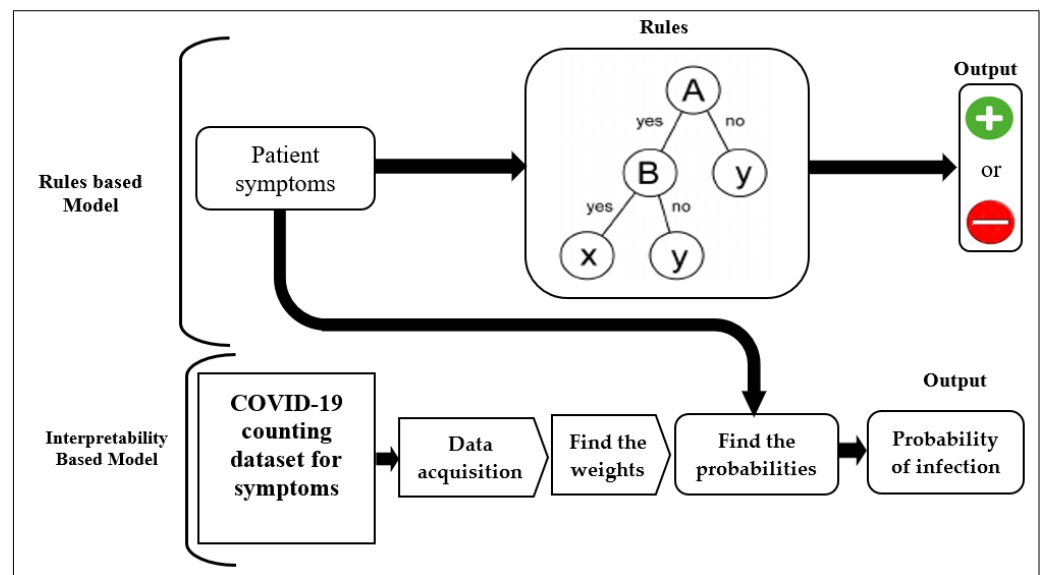 Rules
Output
A
yes
no
B
y
yes
no
x
y
Patient
symptoms
or
Rules based
Model
Output
COVID-19
counting
dataset for
symptoms
Interpretability
Based Model
Data
acquisition
Find the
weights
Find the
probabilities
Probability
of infection